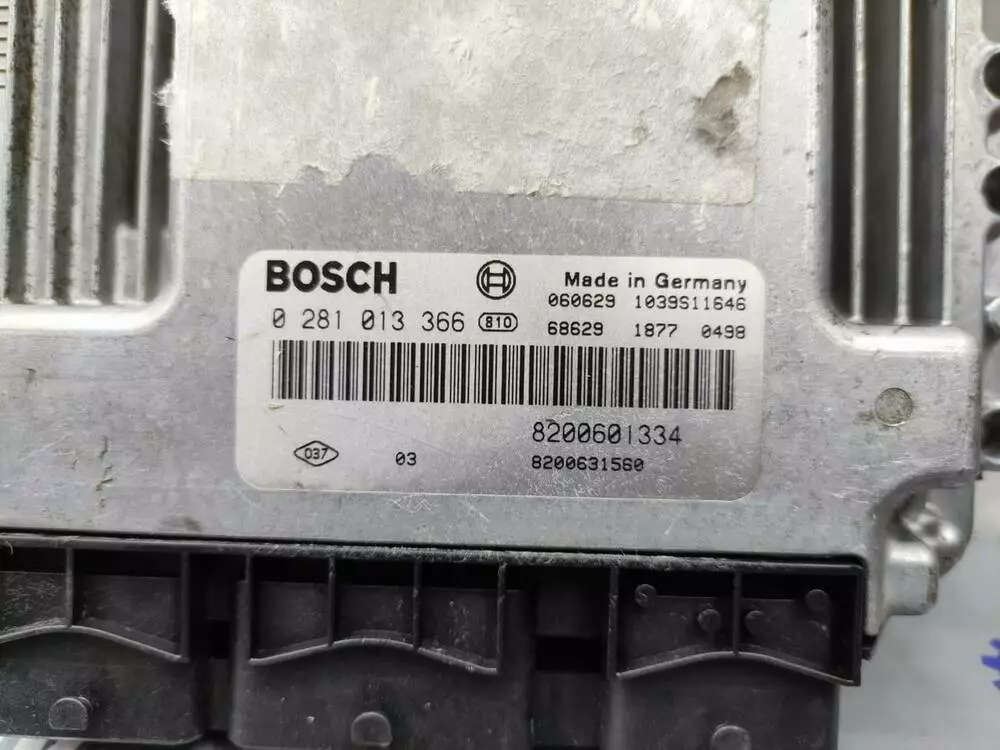 BOSCH Made in Germany
060629 1039S11646
0 281 013 366 810 68629 1877 0498
8200601334
037 03 8200631560